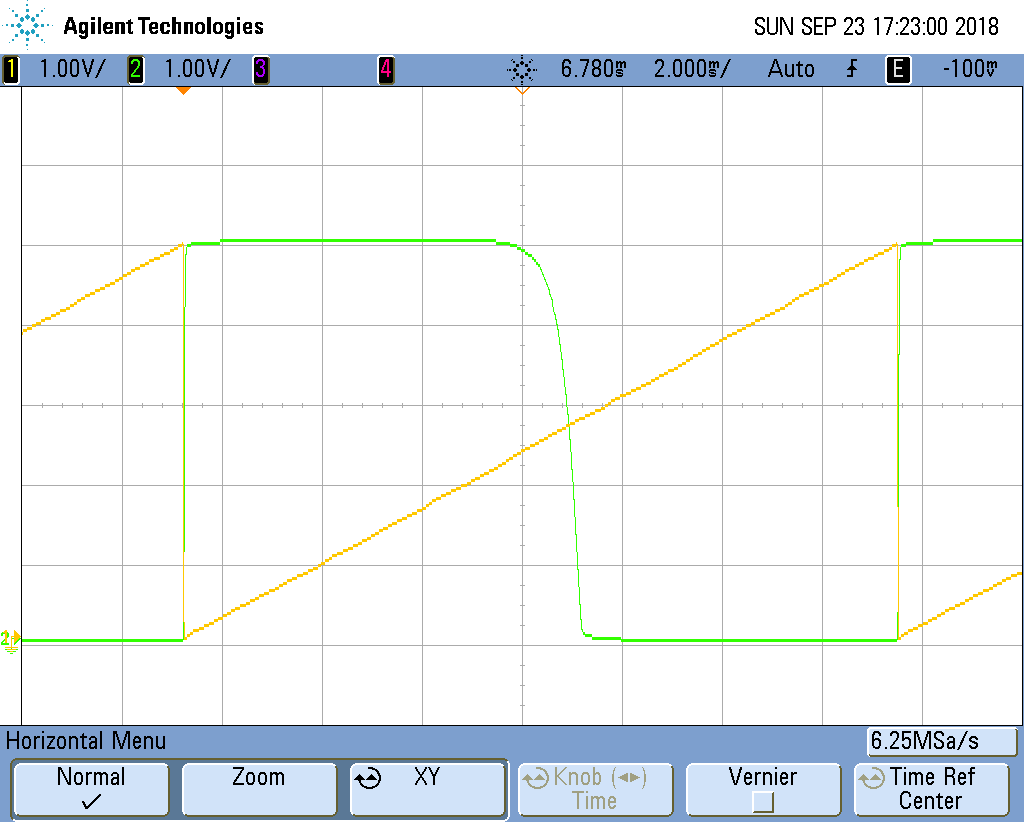 Agilent Technologies SUN SEP 23 17:23:00 2018
1 1.00V/ 2 1.00V/ 3 4 6.780ms 2.000ms/ Auto E -100mV
2
Horizontal Menu 6.25MSa/s
Normal Zoom XY Knob (◄►) Vernier Time Ref
Time Center